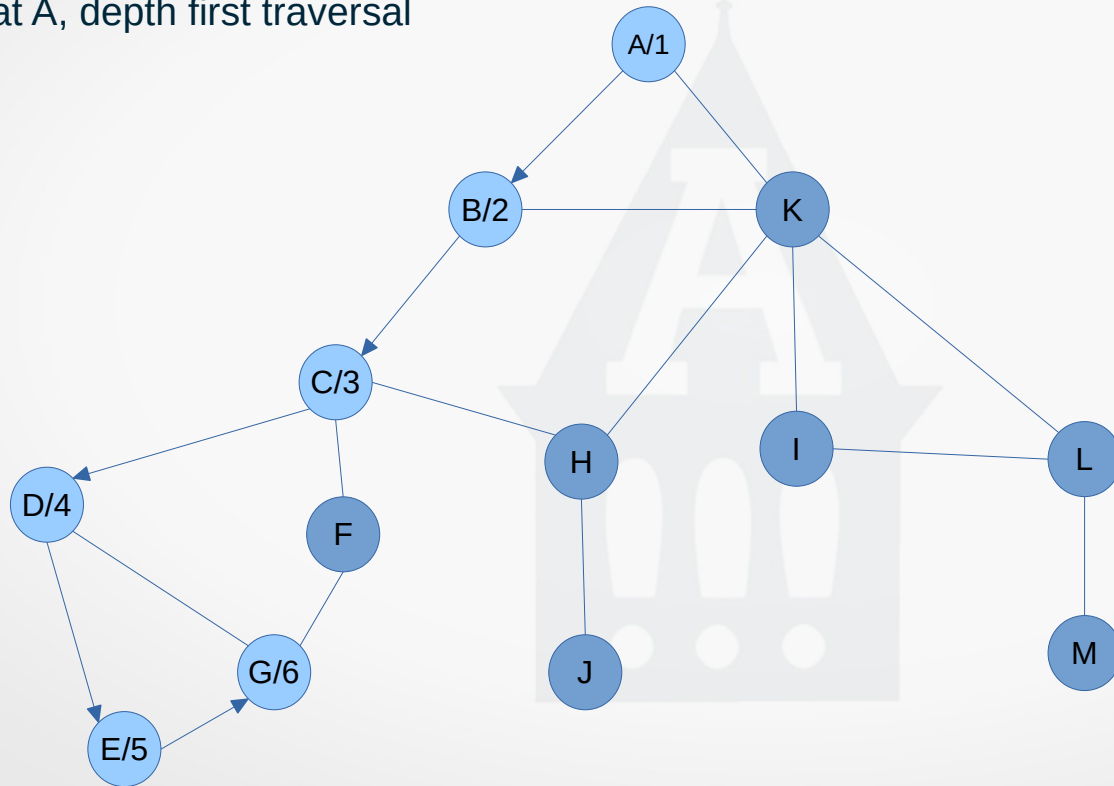 at A, depth first traversal
A/1
B/2
K
C/3
H
I
L
D/4
F
G/6
J
M
E/5